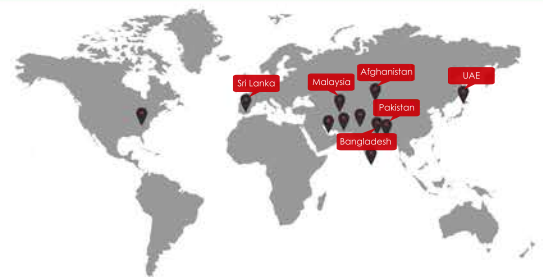 Afghanistan
UAE
Sri Lanka
Malaysia
Pakistan
Bangladesh